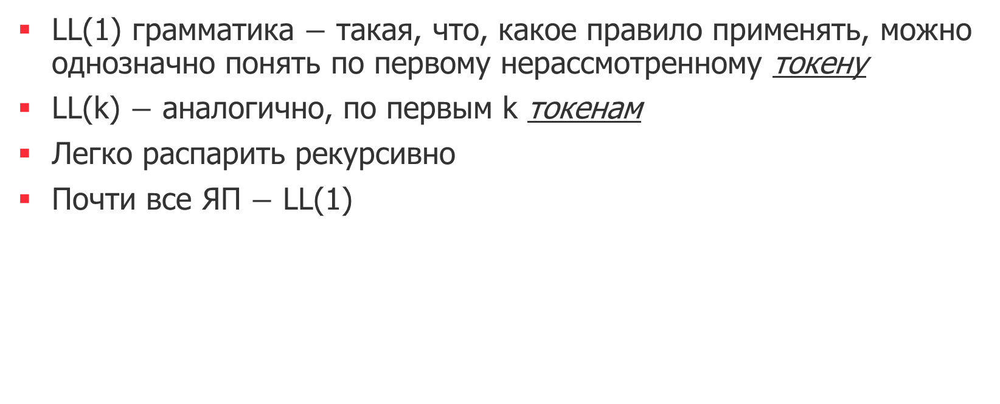 LL(1) грамматика – такая, что, какое правило применять, можно
однозначно понять по первому нерассмотренному токену
LL(k) – аналогично, по первым k токенам
Легко распарить рекурсивно
Почти все ЯП – LL(1)